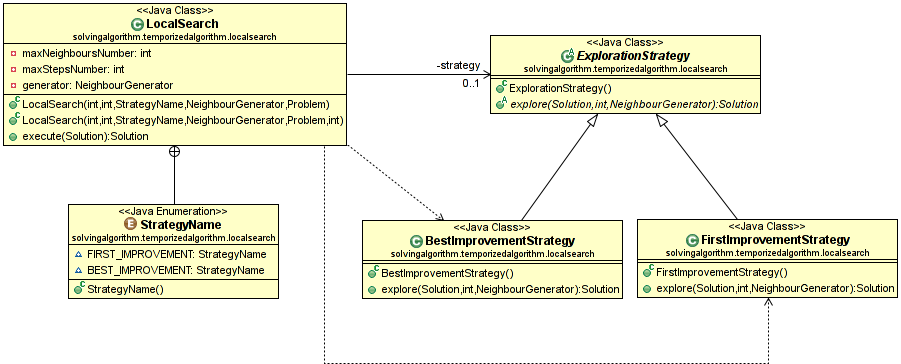 <<Java Class>>
LocalSearch
solvingalgorithm.temporizedalgorithm.localsearch
maxNeighboursNumber: int
maxStepsNumber: int
generator: NeighbourGenerator
LocalSearch(int,int,StrategyName,NeighbourGenerator,Problem)
LocalSearch(int,int,StrategyName,NeighbourGenerator,Problem,int)
execute(Solution):Solution
-strategy
0..1
<<Java Class>>
ExplorationStrategy
solvingalgorithm.temporizedalgorithm.localsearch
ExplorationStrategy()
explore(Solution,int,NeighbourGenerator):Solution
<<Java Enumeration>>
StrategyName
solvingalgorithm.temporizedalgorithm.localsearch
FIRST_IMPROVEMENT: StrategyName
BEST_IMPROVEMENT: StrategyName
StrategyName()
<<Java Class>>
BestImprovementStrategy
solvingalgorithm.temporizedalgorithm.localsearch
BestImprovementStrategy()
explore(Solution,int,NeighbourGenerator):Solution
<<Java Class>>
FirstImprovementStrategy
solvingalgorithm.temporizedalgorithm.localsearch
FirstImprovementStrategy()
explore(Solution,int,NeighbourGenerator):Solution